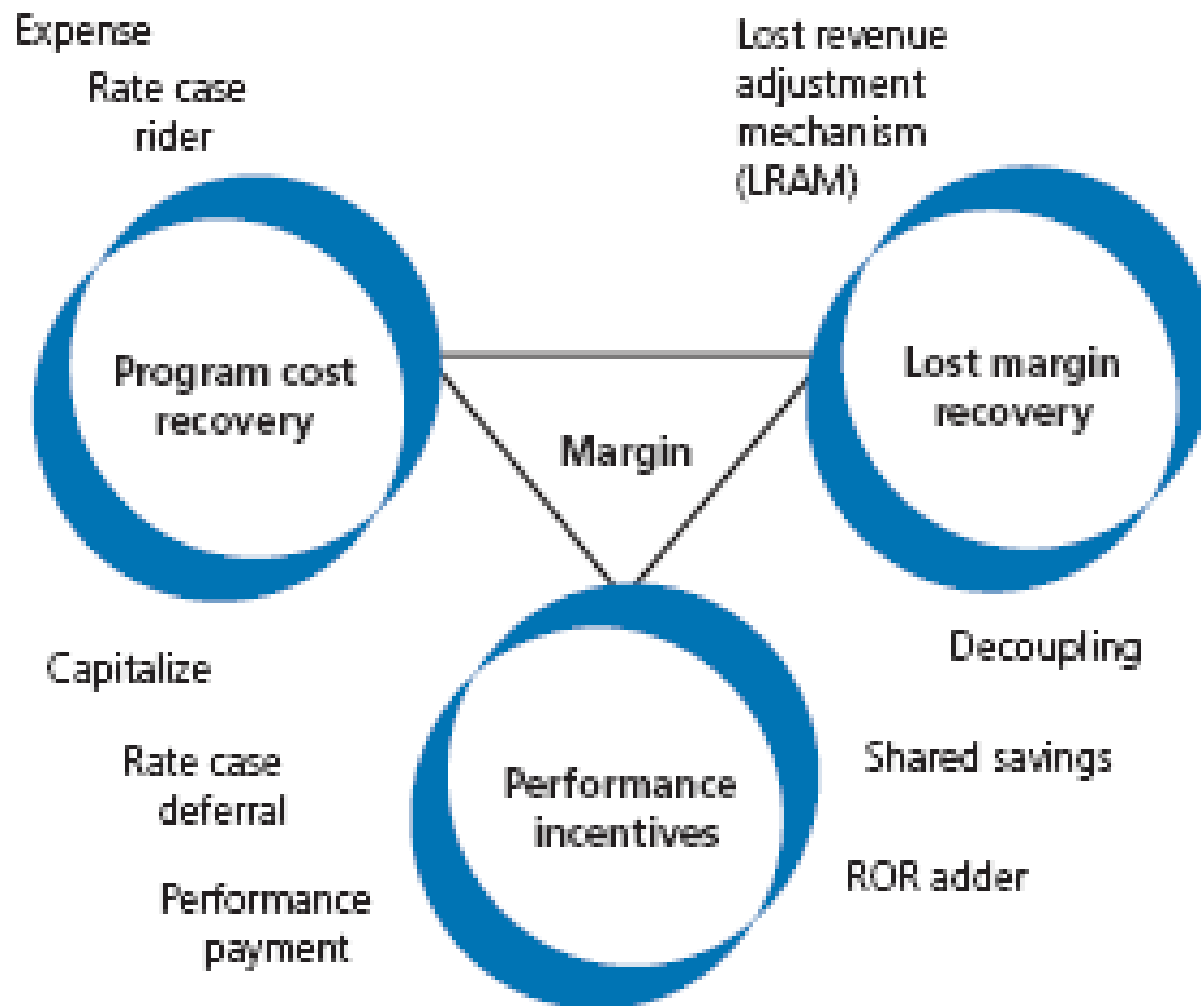 Expense
Rate case
rider
Lost revenue
adjustment
mechanism
(LRAM)
Program cost
recovery
Margin
Lost margin
recovery
Capitalize
Rate case
deferral
Performance
payment
Performance
incentives
Decoupling
Shared savings
ROR adder